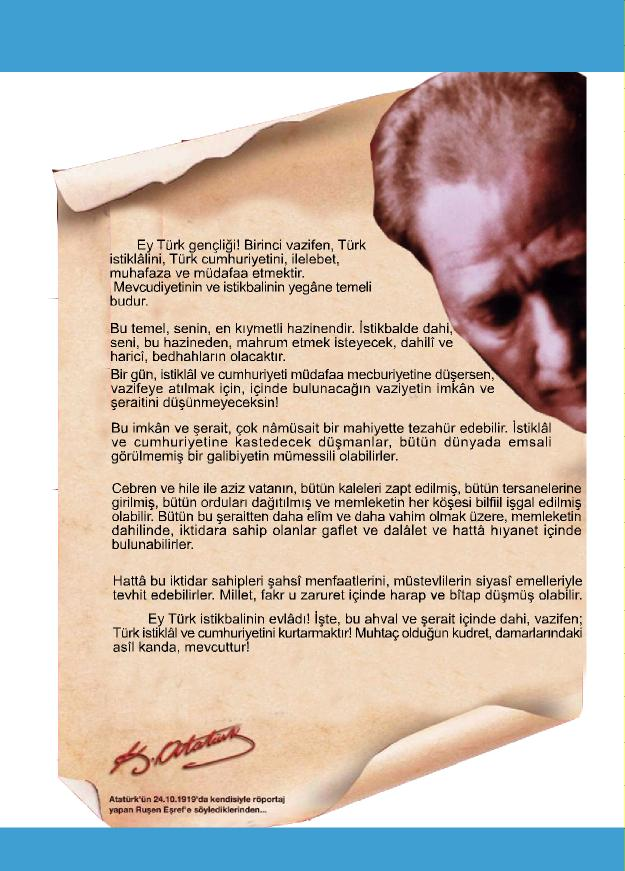 Ey Türk gençliği! Birinci vazifen, Türk
istiklâlini, Türk cumhuriyetini, ilelebet,
muhafaza ve müdafaa etmektir.
Mevcudiyetinin ve istikbalinin yegâne temeli
budur.
Bu temel, senin, en kıymetli hazinendir. İstikbalde dahi,
seni, bu hazineden, mahrum etmek isteyecek, dahilî ve
haricî, bedhahların olacaktır.
Bir gün, istiklâl ve cumhuriyeti müdafaa mecburiyetine düşersen,
vazifeye atılmak için, içinde bulunacağın vaziyetin imkân ve
şeraitini düşünmeyeceksin!
Bu imkân ve şerait, çok nâmüsait bir mahiyette tezahür edebilir. İstiklâl
ve cumhuriyetine kastedecek düşmanlar, bütün dünyada emsali
görülmemiş bir galibiyetin mümessili olabilirler.
Cebren ve hile ile aziz vatanın, bütün kaleleri zapt edilmiş, bütün tersanelerine
girilmiş, bütün orduları dağıtılmış ve memleketin her köşesi bilfiil işgal edilmiş
olabilir. Bütün bu şeraitten daha elîm ve daha vahim olmak üzere, memleketin
dahilinde, iktidara sahip olanlar gaflet ve dalâlet ve hattâ hıyanet içinde
bulunabilirler.
Hattâ bu iktidar sahipleri şahsî menfaatlerini, müstevlilerin siyasî emelleriyle
tevhit edebilirler. Millet, fakr u zaruret içinde harap ve bîtap düşmüş olabilir.
Ey Türk istikbalinin evlâdı! İşte, bu ahval ve şerait içinde dahi, vazifen;
Türk istiklâl ve cumhuriyetini kurtarmaktır! Muhtaç olduğun kudret, damarlarındaki
asîl kanda, mevcuttur!
K. Atatürk
Atatürk'ün 24.10.1919'da kendisiyle röportaj
yapan Ruşen Eşref'e söylediklerinden...